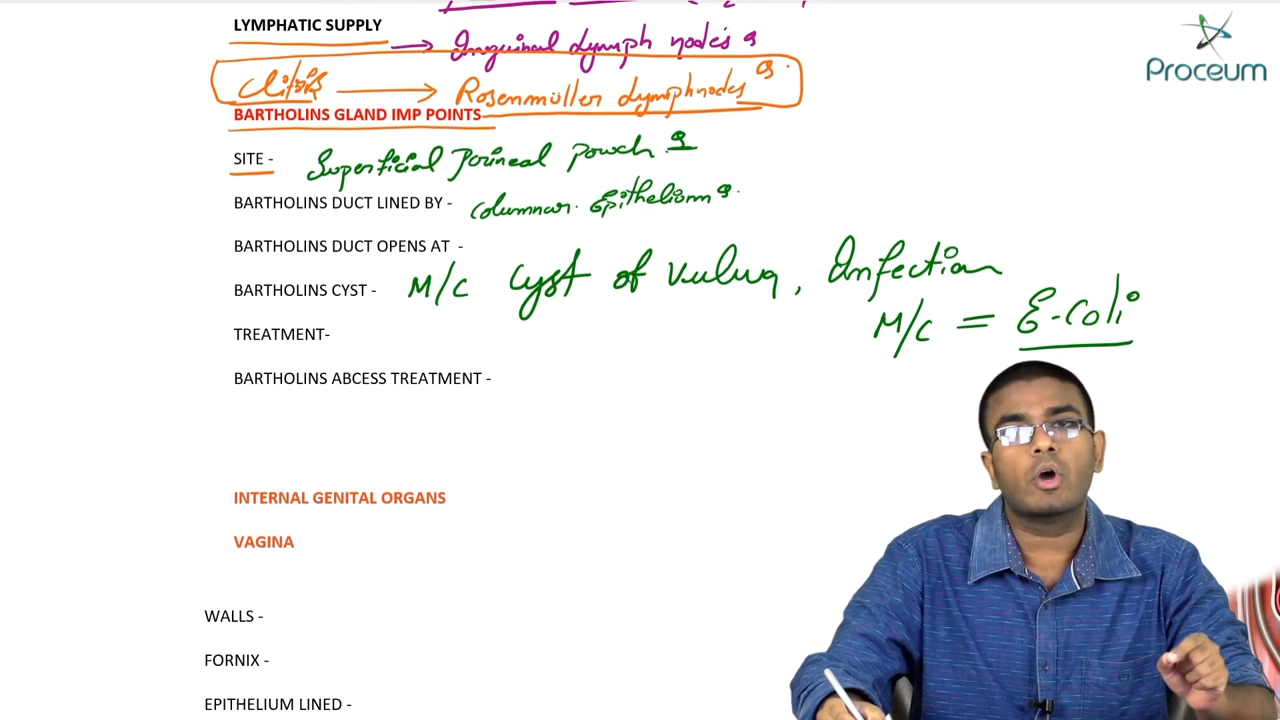 LYMPHATIC SUPPLY
→ Inguinal Lymph nodes
Proceum
Clitoris → Rosenmüller Lymphnodes
BARTHOLINS GLAND IMP POINTS
SITE - Superficial Perineal Pouch
BARTHOLINS DUCT LINED BY - Columnar Epithelium
BARTHOLINS DUCT OPENS AT -
BARTHOLINS CYST - M/C Cyst of Vulva, Infection
M/C = E-Coli
TREATMENT-
BARTHOLINS ABCESS TREATMENT -
INTERNAL GENITAL ORGANS
VAGINA
WALLS -
FORNIX -
EPITHELIUM LINED -